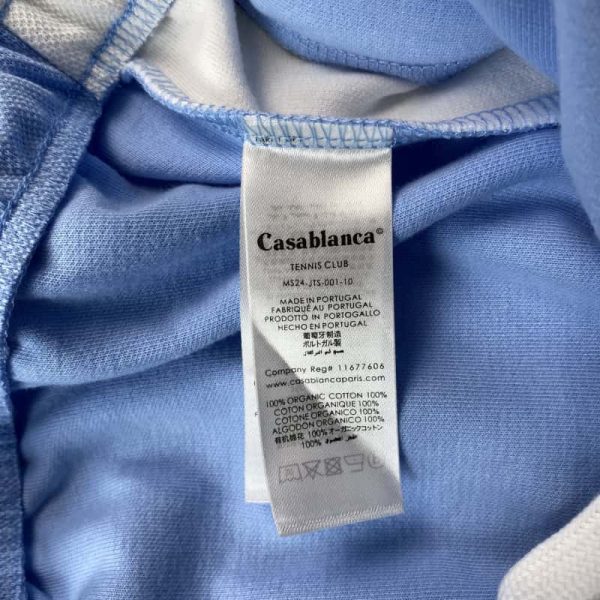 Casablanca©
TENNIS CLUB
MS24-JTS-001-10
MADE IN PORTUGAL
FABRIQUÉ AU PORTUGAL
PRODOTTO IN PORTOGALLO
HECHO EN PORTUGAL
葡萄牙制造
ポルトガル製
Company Reg# 11677606
www.casablancaparis.com
100% ORGANIC COTTON 100%
COTON ORGANIQUE 100%
COTONE ORGANICO 100%
ALGODÓN ORGANICO 100%
有机棉花 100% オーガニックコットン
100%